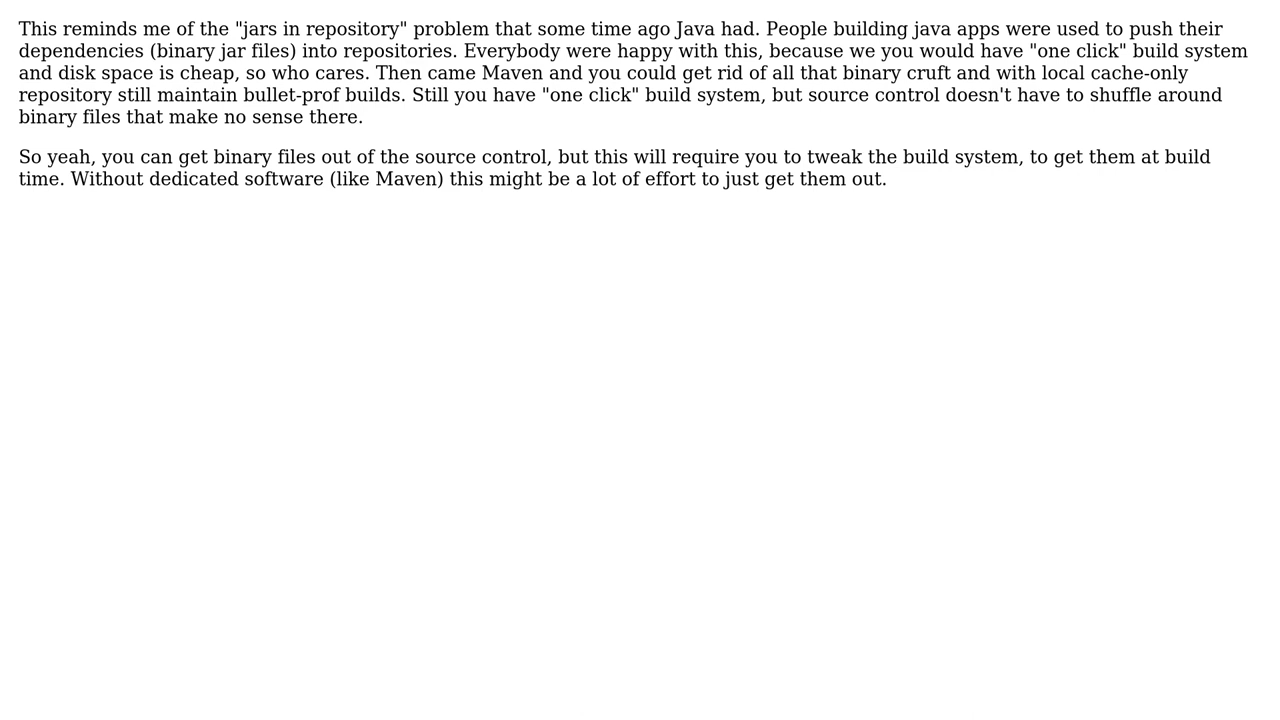 This reminds me of the "jars in repository" problem that some time ago Java had. People building java apps were used to push their
dependencies (binary jar files) into repositories. Everybody were happy with this, because we you would have "one click" build system
and disk space is cheap, so who cares. Then came Maven and you could get rid of all that binary cruft and with local cache-only
repository still maintain bullet-prof builds. Still you have "one click" build system, but source control doesn't have to shuffle around
binary files that make no sense there.
So yeah, you can get binary files out of the source control, but this will require you to tweak the build system, to get them at build
time. Without dedicated software (like Maven) this might be a lot of effort to just get them out.